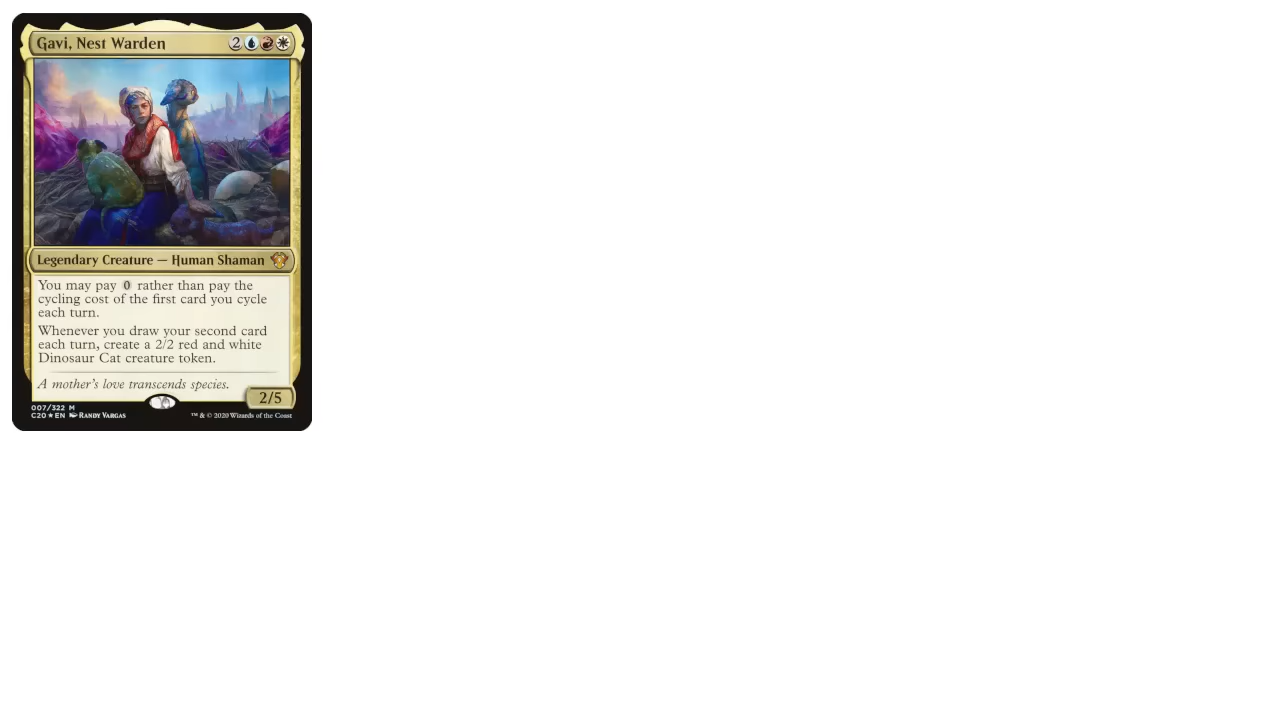 Gavi, Nest Warden 2
Legendary Creature — Human Shaman
You may pay 0 rather than pay the
cycling cost of the first card you cycle
each turn.
Whenever you draw your second card
each turn, create a 2/2 red and white
Dinosaur Cat creature token.
A mother's love transcends species.
2/5
007/322 M
C20★EN RANDY VARGAS ™ & © 2020 Wizards of the Coast